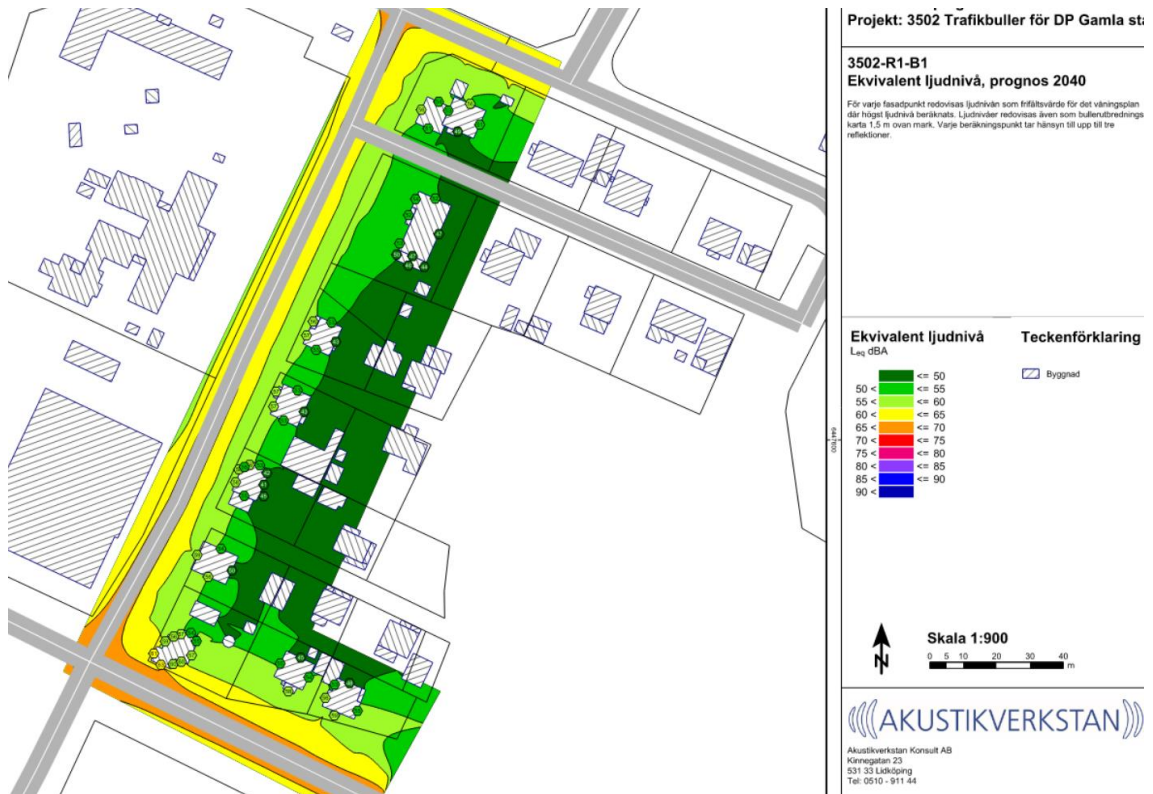 Projekt: 3502 Trafikbuller för DP Gamla sta
3502-R1-B1
Ekvivalent ljudnivå, prognos 2040
För varje fasadpunkt redovisas ljudnivån som frifältsvärde för det våningsplan
där högst ljudnivå beräknats. Ljudnivåer redovisas även som bullerutbrednings
karta 1,5 m ovan mark. Varje beräkningspunkt tar hänsyn till upp till tre
reflektioner.
Ekvivalent ljudnivå
Leq dBA
<= 50
50 < <= 55
55 < <= 60
60 < <= 65
65 < <= 70
70 < <= 75
75 < <= 80
80 < <= 85
85 < <= 90
90 <
Teckenförklaring
Byggnad
6447600
N
Skala 1:900
0 5 10 20 30 40
m
AKUSTIKVERKSTAN
Akustikverkstan Konsult AB
Kinnegatan 23
531 33 Lidköping
Tel: 0510 - 911 44